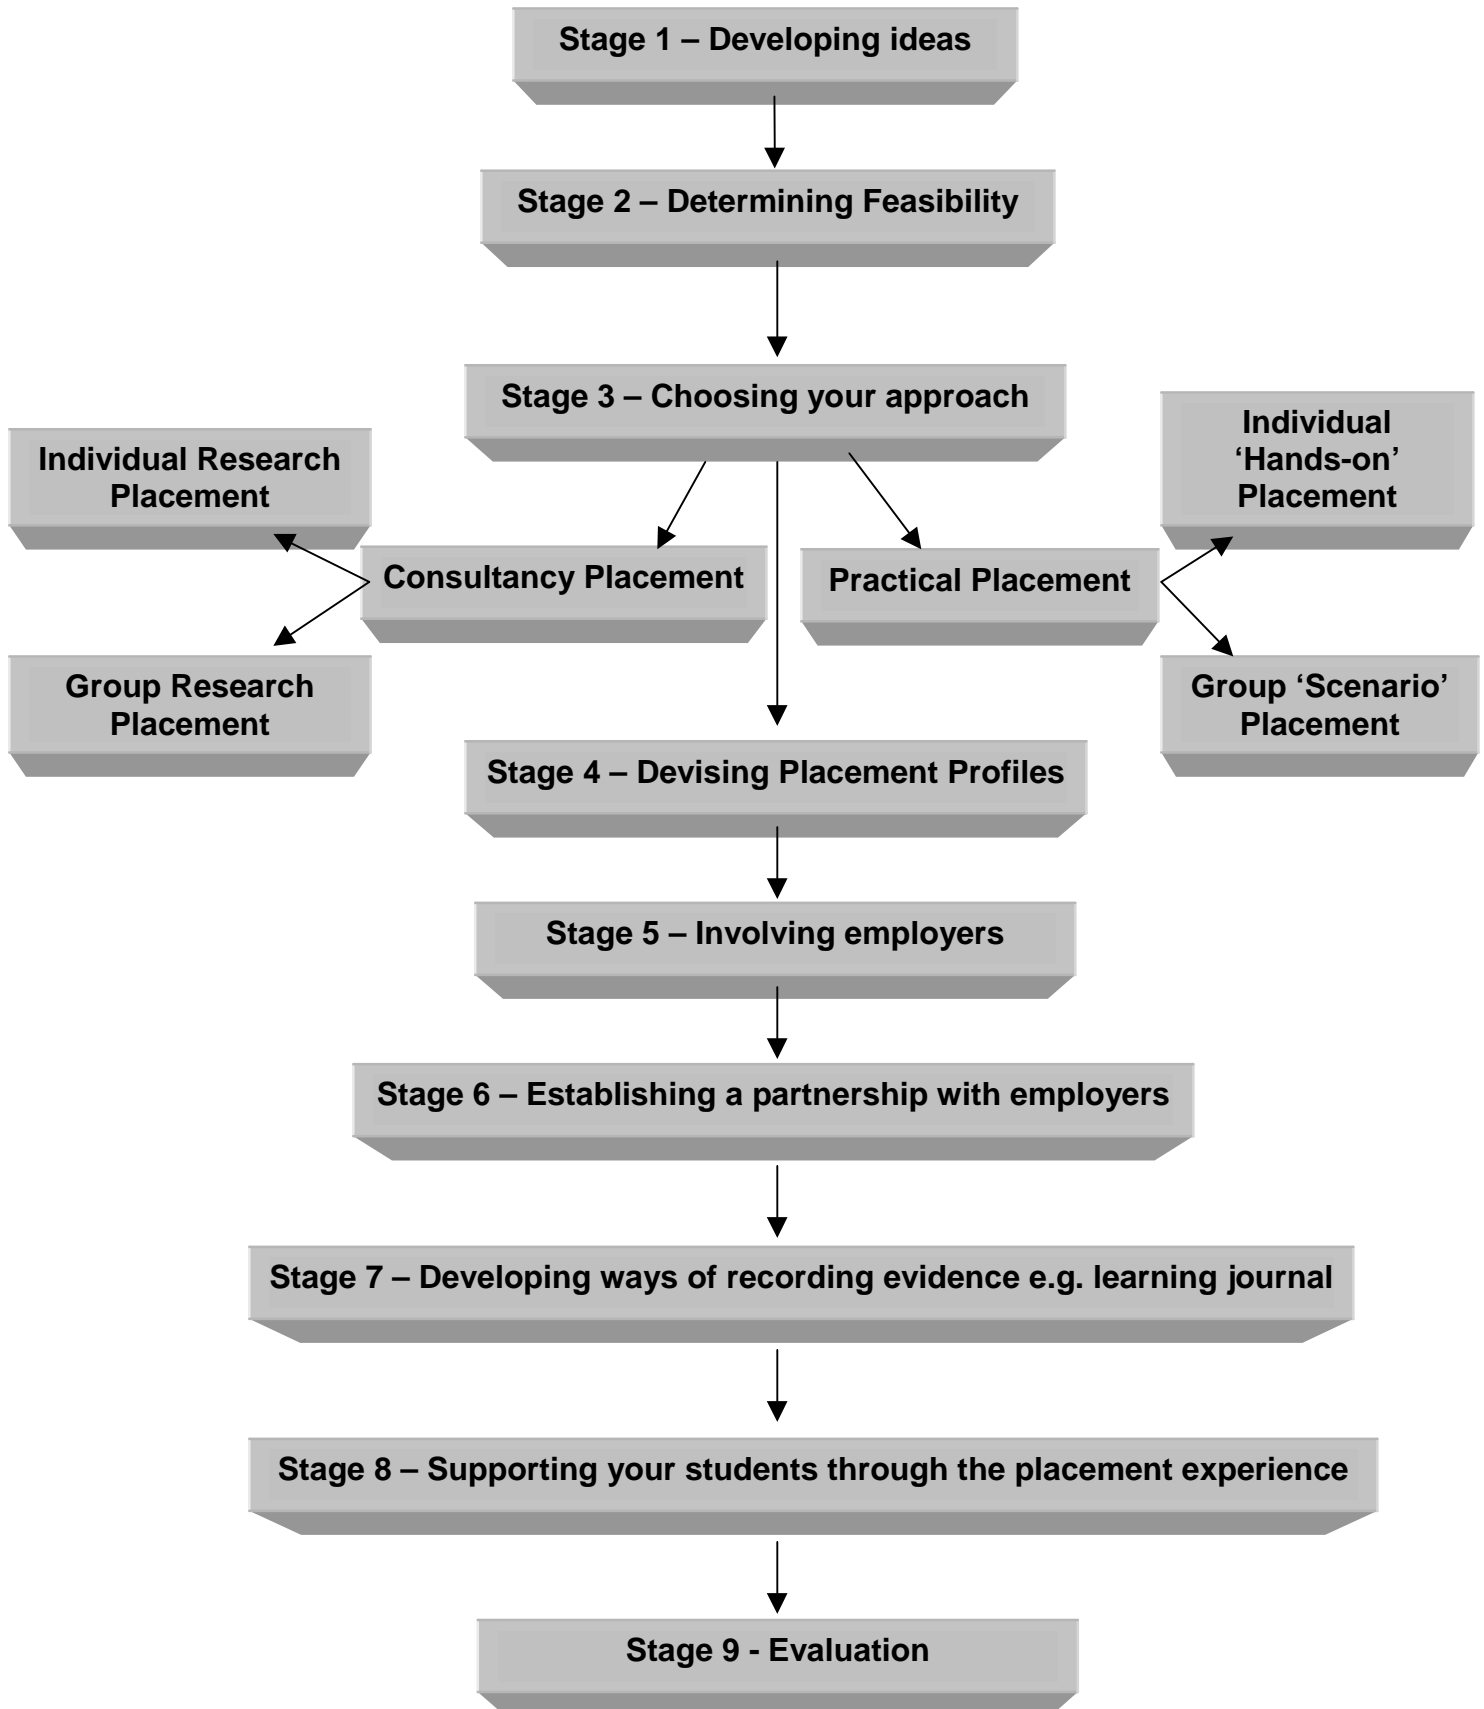 Stage 1 – Developing ideas
Stage 2 – Determining Feasibility
Stage 3 – Choosing your approach
Individual Research
Placement
Individual
‘Hands-on’
Placement
Consultancy Placement
Practical Placement
Group Research
Placement
Group ‘Scenario’
Placement
Stage 4 – Devising Placement Profiles
Stage 5 – Involving employers
Stage 6 – Establishing a partnership with employers
Stage 7 – Developing ways of recording evidence e.g. learning journal
Stage 8 – Supporting your students through the placement experience
Stage 9 - Evaluation